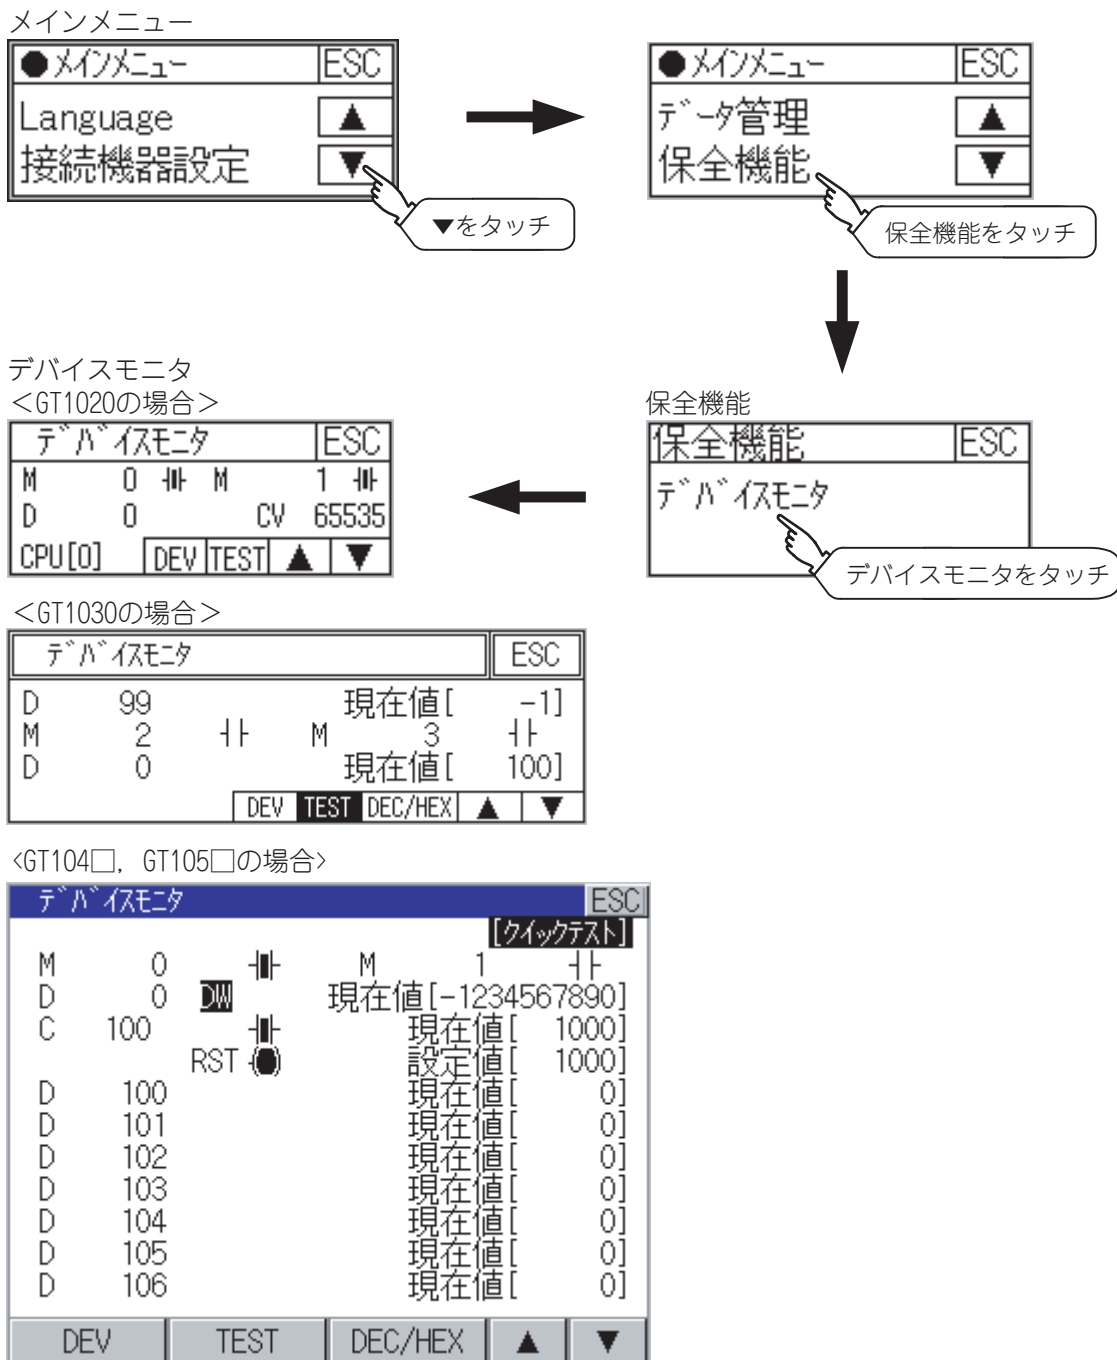 メインメニュー
●メインメニュー ESC
Language ▲
接続機器設定 ▼
▼をタッチ
●メインメニュー ESC
データ管理 ▲
保全機能 ▼
保全機能をタッチ
保全機能
保全機能 ESC
デバイスモニタ
デバイスモニタをタッチ
デバイスモニタ
＜GT1020の場合＞
デバイスモニタ ESC
M 0 M 1
D 0 CV 65535
CPU[0] DEV TEST ▲ ▼
＜GT1030の場合＞
デバイスモニタ ESC
D 99 現在値[ -1]
M 2 M 3
D 0 現在値[ 100]
DEV TEST DEC/HEX ▲ ▼
<GT104□, GT105□の場合>
デバイスモニタ ESC
[クイックテスト]
M 0 M 1
D 0 DW 現在値[-1234567890]
C 100 現在値[ 1000]
RST 設定値[ 1000]
D 100 現在値[ 0]
D 101 現在値[ 0]
D 102 現在値[ 0]
D 103 現在値[ 0]
D 104 現在値[ 0]
D 105 現在値[ 0]
D 106 現在値[ 0]
DEV TEST DEC/HEX ▲ ▼